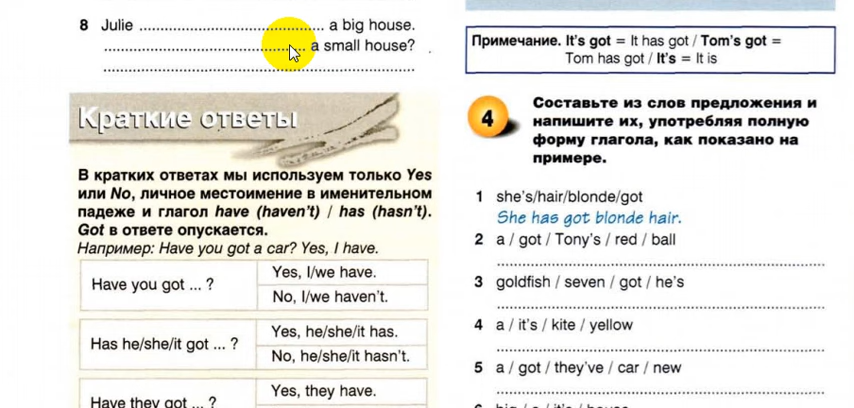 8 Julie .......................................... a big house.
............................................. a small house?
......................................................................
Краткие ответы
В кратких ответах мы используем только Yes
или No, личное местоимение в именительном
падеже и глагол have (haven't) / has (hasn't).
Got в ответе опускается.
Например: Have you got a car? Yes, I have.
Have you got ... ?
Yes, I/we have.
No, I/we haven't.
Has he/she/it got ... ?
Yes, he/she/it has.
No, he/she/it hasn't.
Have they got ... ?
Yes, they have.
Примечание. It's got = It has got / Tom's got =
Tom has got / It's = It is
4
Составьте из слов предложения и
напишите их, употребляя полную
форму глагола, как показано на
примере.
1 she's/hair/blonde/got
She has got blonde hair.
2 a / got / Tony's / red / ball
......................................................................
3 goldfish / seven / got / he's
......................................................................
4 a / it's / kite / yellow
......................................................................
5 a / got / they've / car / new
......................................................................
6 big / a / it's / house